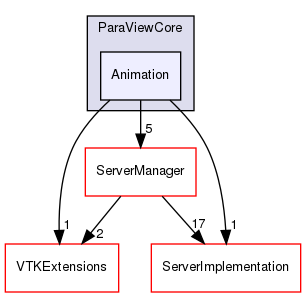 ParaViewCore
Animation
5
ServerManager
1
2
17
1
VTKExtensions
ServerImplementation